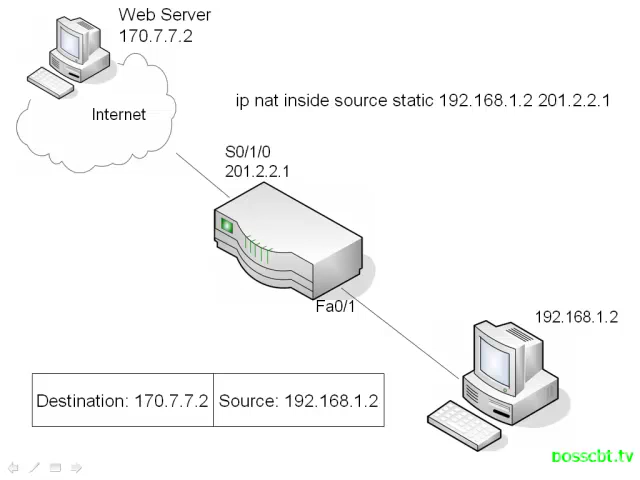 Web Server
170.7.7.2
Internet
ip nat inside source static 192.168.1.2 201.2.2.1
S0/1/0
201.2.2.1
Fa0/1
192.168.1.2
Destination: 170.7.7.2 Source: 192.168.1.2
bosscbt.tv